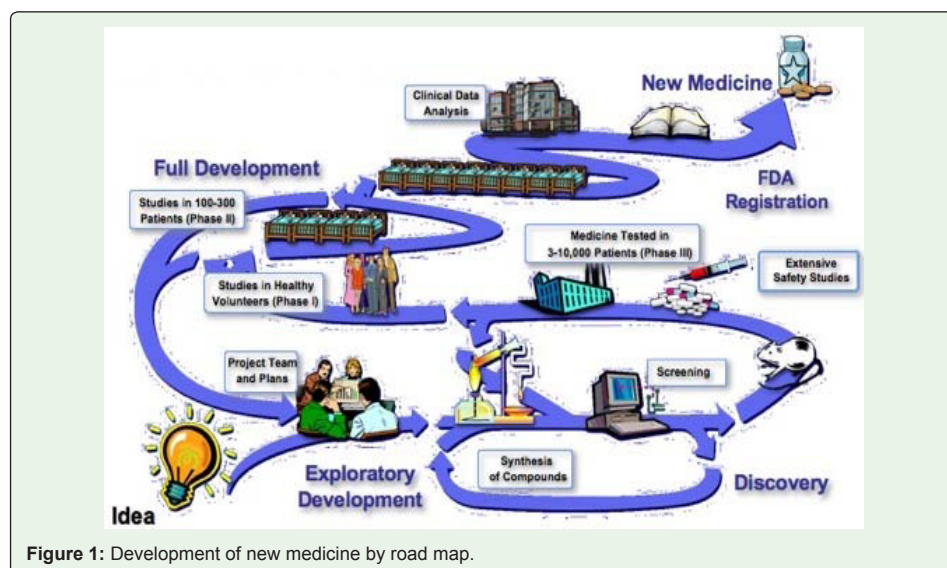 New Medicine
Clinical Data
Analysis
Full Development
FDA
Registration
Studies in 100-300
Patients (Phase II)
Medicine Tested in
3-10,000 Patients (Phase III)
Extensive
Safety Studies
Studies in Healthy
Volunteers (Phase I)
Project Team
and Plans
Screening
Synthesis
of Compounds
Exploratory
Development
Discovery
Idea
Figure 1: Development of new medicine by road map.